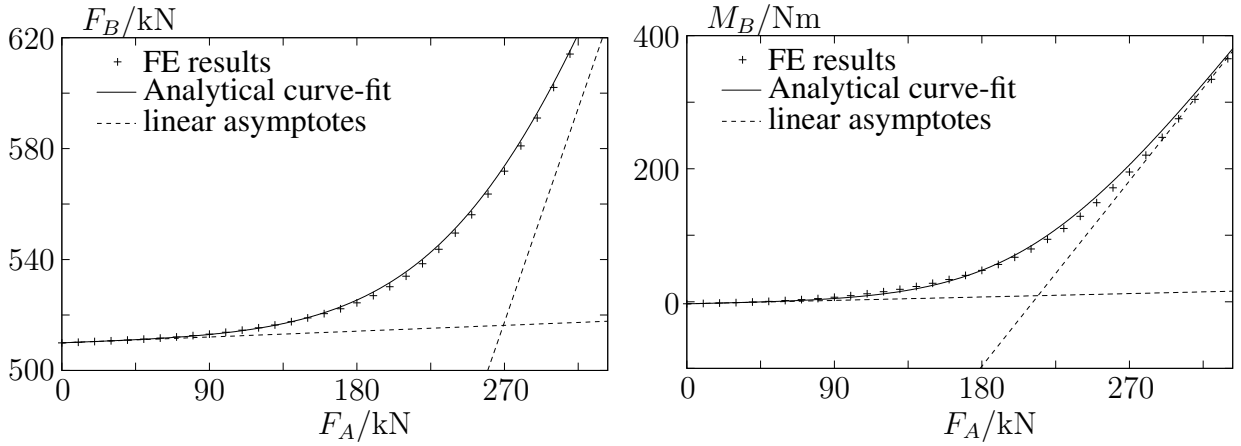 F_B/kN
620
580
540
500
FE results
Analytical curve-fit
linear asymptotes
0 90 180 270
F_A/kN
M_B/Nm
400
200
0
FE results
Analytical curve-fit
linear asymptotes
0 90 180 270
F_A/kN